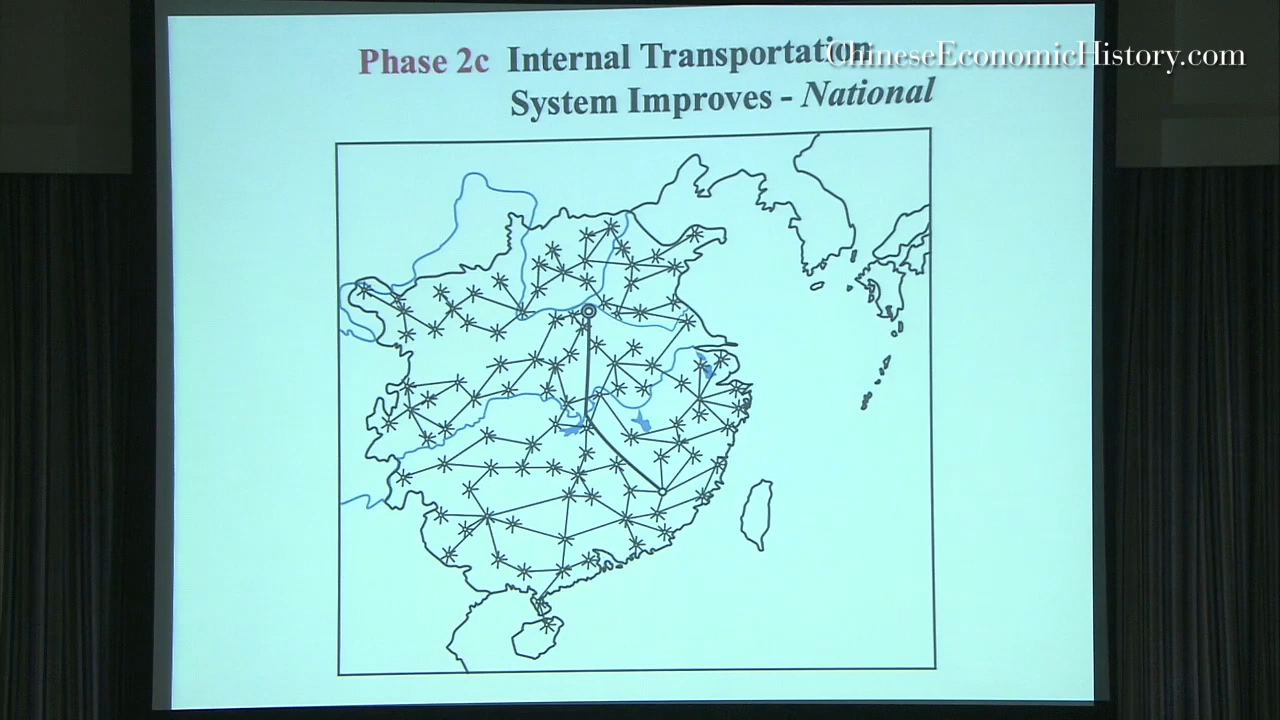 Phase 2c Internal Transportation
System Improves - National
ChineseEconomicHistory.com